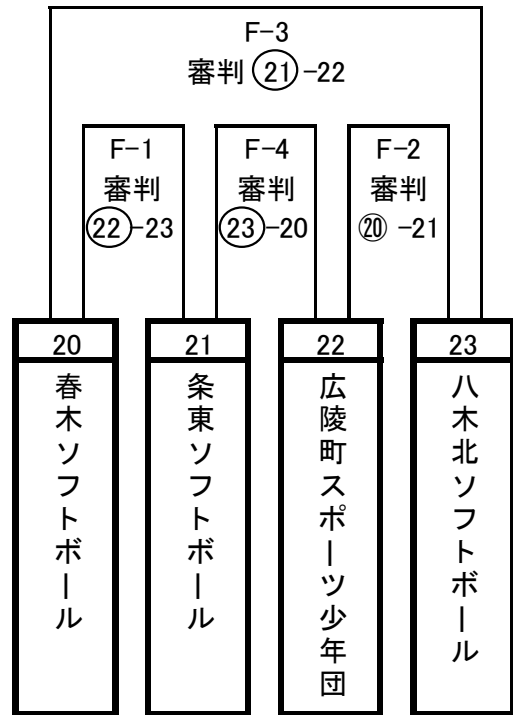 F-3
審判㉑-22
F-1
審判
㉒-23
F-4
審判
㉓-20
F-2
審判
⑳ -21
20
春木ソフトボール
21
条東ソフトボール
22
広陵町スポーツ少年団
23
八木北ソフトボール